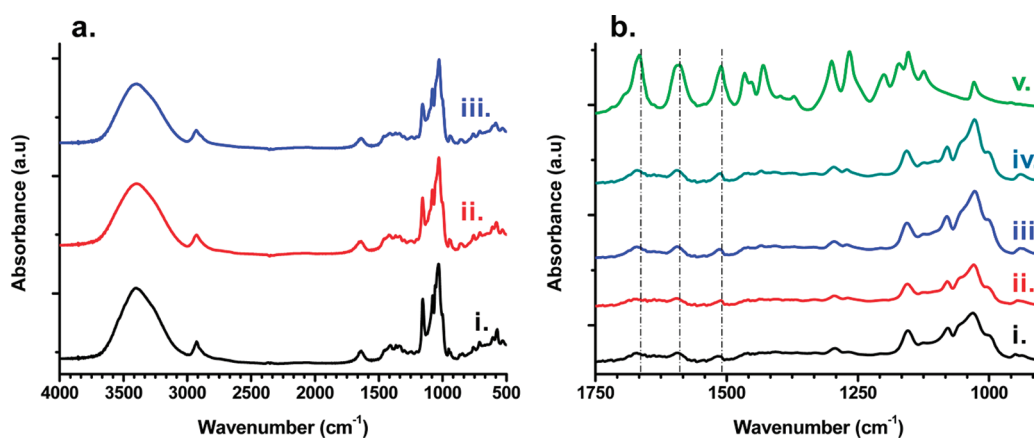 a.
b.
Absorbance (a.u)
iii.
ii.
i.
4000 3500 3000 2500 2000 1500 1000 500
Wavenumber (cm-1)
Absorbance (a.u)
v.
iv
iii
ii.
i.
1750 1500 1250 1000
Wavenumber (cm-1)